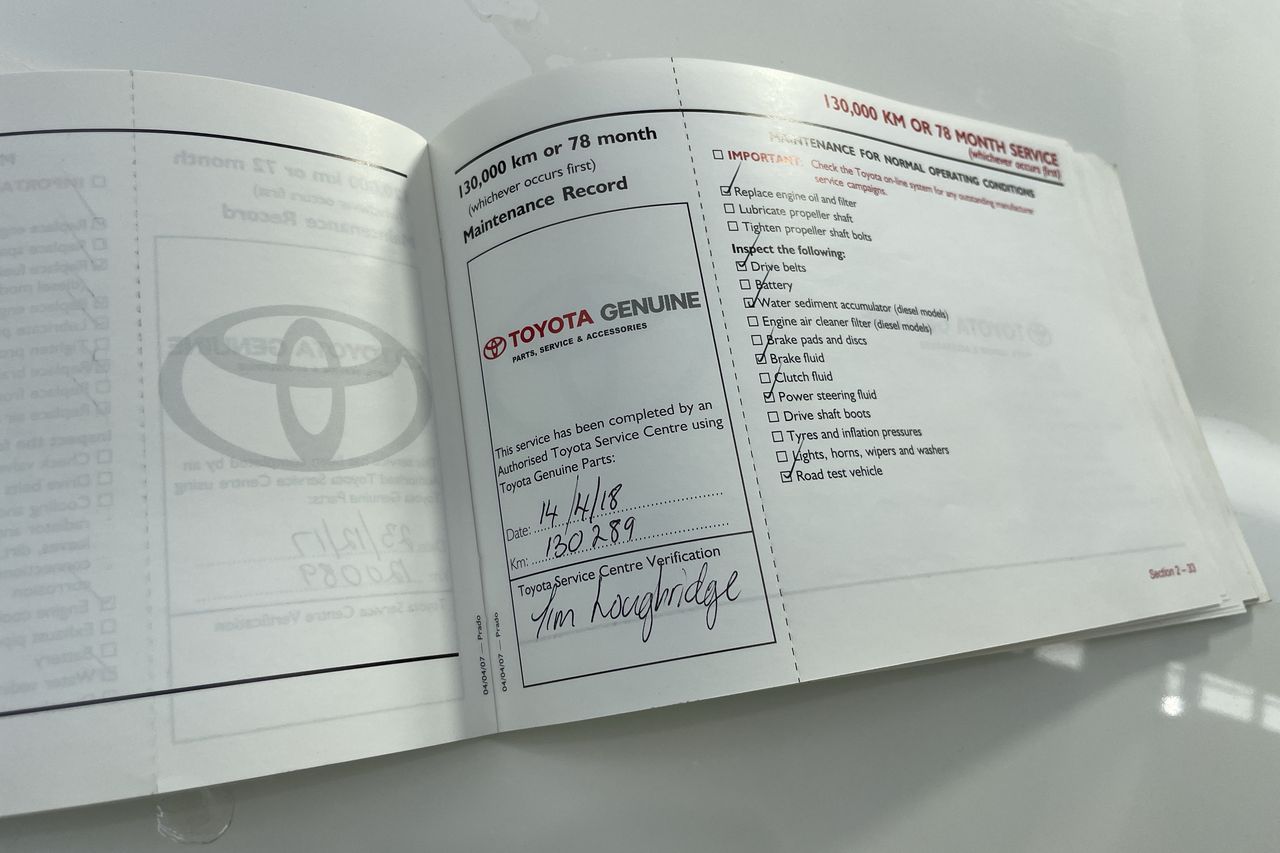 130,000 km or 78 month
(whichever occurs first)
Maintenance Record
TOYOTA GENUINE
PARTS, SERVICE & ACCESSORIES
This service has been completed by an
Authorised Toyota Service Centre using
Toyota Genuine Parts:
Date: 14/4/18
Km: 130 289
Toyota Service Centre Verification
Tim Loughridge
04/04/07 — Prado
04/04/07 — Prado
130,000 KM OR 78 MONTH SERVICE
(whichever occurs first)
MAINTENANCE FOR NORMAL OPERATING CONDITIONS
IMPORTANT: Check the Toyota on-line system for any outstanding manufacturer
service campaigns.
Replace engine oil and filter
Lubricate propeller shaft
Tighten propeller shaft bolts
Inspect the following:
Drive belts
Battery
Water sediment accumulator (diesel models)
Engine air cleaner filter (diesel models)
Brake pads and discs
Brake fluid
Clutch fluid
Power steering fluid
Drive shaft boots
Tyres and inflation pressures
Lights, horns, wipers and washers
Road test vehicle
Section 2 – 33